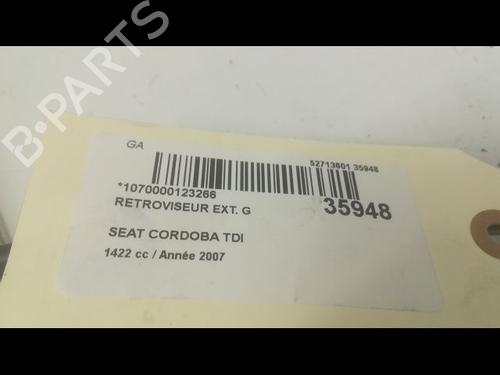 B-PARTS
GA
52713601 35948
*1070000123266
RETROVISEUR EXT. G
35948
SEAT CORDOBA TDI
1422 cc / Année 2007